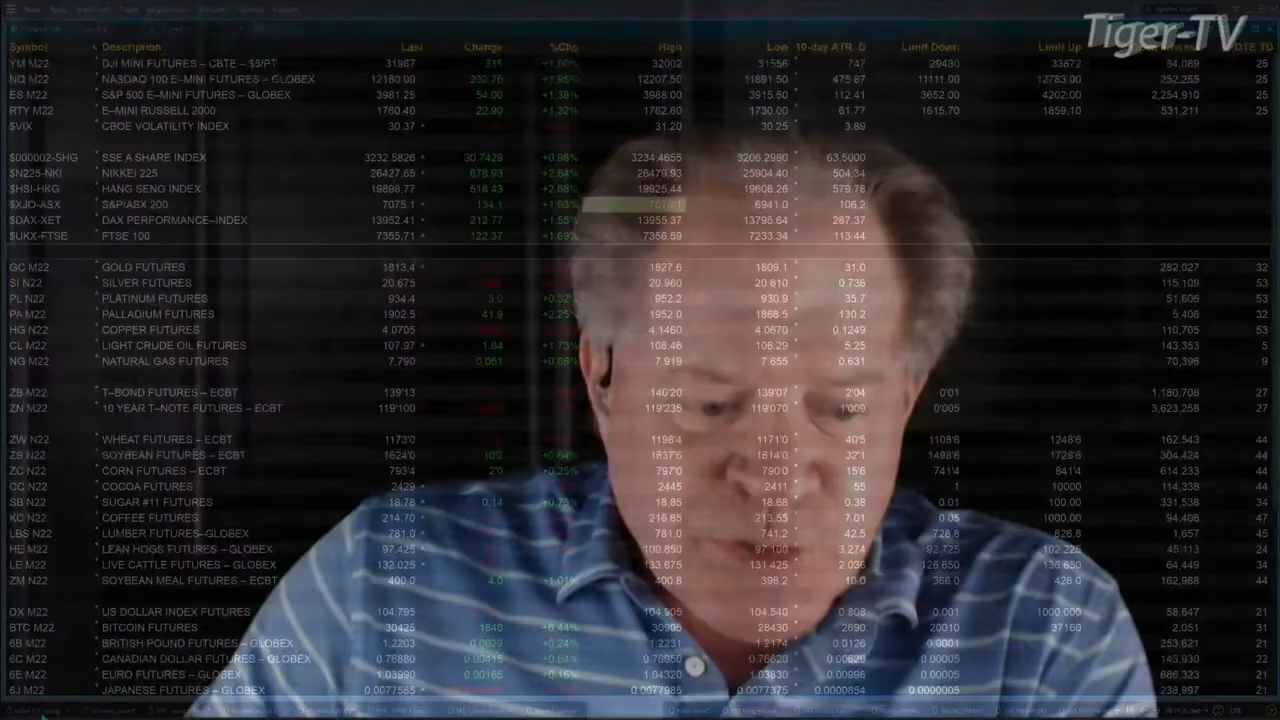 Tiger-TV
Symbol Description Last Change %Chg High Low 10-day ATR, D Limit Down Limit Up
YM M22 DJI MINI FUTURES – CBTE – $5/PT 31967 315 +1.00% 32002 31556 747 29430 33572 84,089 25
NQ M22 NASDAQ 100 E–MINI FUTURES – GLOBEX 12180.00 232.75 +1.95% 12207.50 11891.50 475.87 11111.00 12783.00 252,255 25
ES M22 S&P 500 E–MINI FUTURES – GLOBEX 3981.25 54.00 +1.38% 3988.00 3915.50 112.41 3652.00 4202.00 2,254,910 25
RTY M22 E–MINI RUSSELL 2000 1760.40 22.90 +1.32% 1762.60 1730.00 61.77 1615.70 1859.10 531,211 25
$VIX CBOE VOLATILITY INDEX 30.37 31.20 30.25 3.89
$000002-SHG SSE A SHARE INDEX 3232.5826 30.7429 +0.96% 3234.4655 3206.2980 63.5000
$N225-NKI NIKKEI 225 26427.65 678.93 +2.64% 26479.93 25904.40 504.34
$HSI-HKG HANG SENG INDEX 19898.77 518.43 +2.68% 19925.44 19608.26 579.78
$XJO-ASX S&P/ASX 200 7075.1 134.1 +1.93% 6941.0 106.2
$DAX-XET DAX PERFORMANCE–INDEX 13952.41 212.77 +1.55% 13955.37 13795.64 287.37
$UKX-FTSE FTSE 100 7355.71 122.37 +1.69% 7356.59 7233.34 113.44
GC M22 GOLD FUTURES 1813.4 1827.6 1809.1 31.0 282,027 32
SI N22 SILVER FUTURES 20.675 20.960 20.610 0.736 115,109 53
PL N22 PLATINUM FUTURES 934.4 3.0 +0.32% 952.2 930.9 35.7 51,606 53
PA M22 PALLADIUM FUTURES 1902.5 41.9 +2.25% 1952.0 1868.5 130.2 5,408 32
HG N22 COPPER FUTURES 4.0705 4.1460 4.0670 0.1249 110,705 53
CL M22 LIGHT CRUDE OIL FUTURES 107.97 1.84 +1.73% 108.46 106.29 5.25 143,353 5
NG M22 NATURAL GAS FUTURES 7.790 0.051 +0.66% 7.919 7.655 0.631 70,396 9
ZB M22 T–BOND FUTURES – ECBT 139'13 140'20 139'07 2'04 0'01 1,180,708 27
ZN M22 10 YEAR T–NOTE FUTURES – ECBT 119'100 119'235 119'070 1'009 0'005 3,623,258 27
ZW N22 WHEAT FUTURES – ECBT 1173'0 1198'4 1171'0 40'5 1108'6 1248'6 162,543 44
ZS N22 SOYBEAN FUTURES – ECBT 1624'0 +0.64% 1637'6 1614'0 32'1 1498'6 1728'6 304,424 44
ZC N22 CORN FUTURES – ECBT 793'4 2'0 +0.25% 797'0 790'0 15'6 741'4 841'4 614,233 44
CC N22 COCOA FUTURES 2429 2445 2411 55 1 10000 114,338 44
SB N22 SUGAR #11 FUTURES 18.78 0.14 +0.75% 18.85 18.68 0.38 0.01 100.00 331,538 34
KC N22 COFFEE FUTURES 214.70 216.85 213.55 7.01 0.05 1000.00 94,408 47
LBS N22 LUMBER FUTURES–GLOBEX 781.0 781.0 741.2 42.5 728.8 826.8 1,657 45
HE M22 LEAN HOGS FUTURES – GLOBEX 97.425 100.850 97.100 3.274 92.725 102.225 45,113 24
LE M22 LIVE CATTLE FUTURES – GLOBEX 132.025 133.675 131.425 2.036 126.650 136.650 64,449 34
ZM N22 SOYBEAN MEAL FUTURES – ECBT 400.0 4.0 +1.01% 400.8 396.2 10.0 366.0 426.0 162,988 44
DX M22 US DOLLAR INDEX FUTURES 104.795 104.905 104.540 0.808 0.001 1000.000 58,647 21
BTC M22 BITCOIN FUTURES 30425 1840 +6.44% 30905 28430 2690 20010 37160 2,051 31
6B M22 BRITISH POUND FUTURES – GLOBEX 1.2203 0.0029 +0.24% 1.2231 1.2174 0.0126 0.0001 253,621 21
6C M22 CANADIAN DOLLAR FUTURES – GLOBEX 0.76880 0.00415 +0.54% 0.76950 0.76620 0.00629 0.00005 145,930 22
6E M22 EURO FUTURES – GLOBEX 1.03990 0.00165 +0.16% 1.04320 1.03830 0.00996 0.00005 686,323 21
6J M22 JAPANESE FUTURES – GLOBEX 0.0077585 0.0077985 0.0077375 0.0000854 0.0000005 238,997 21